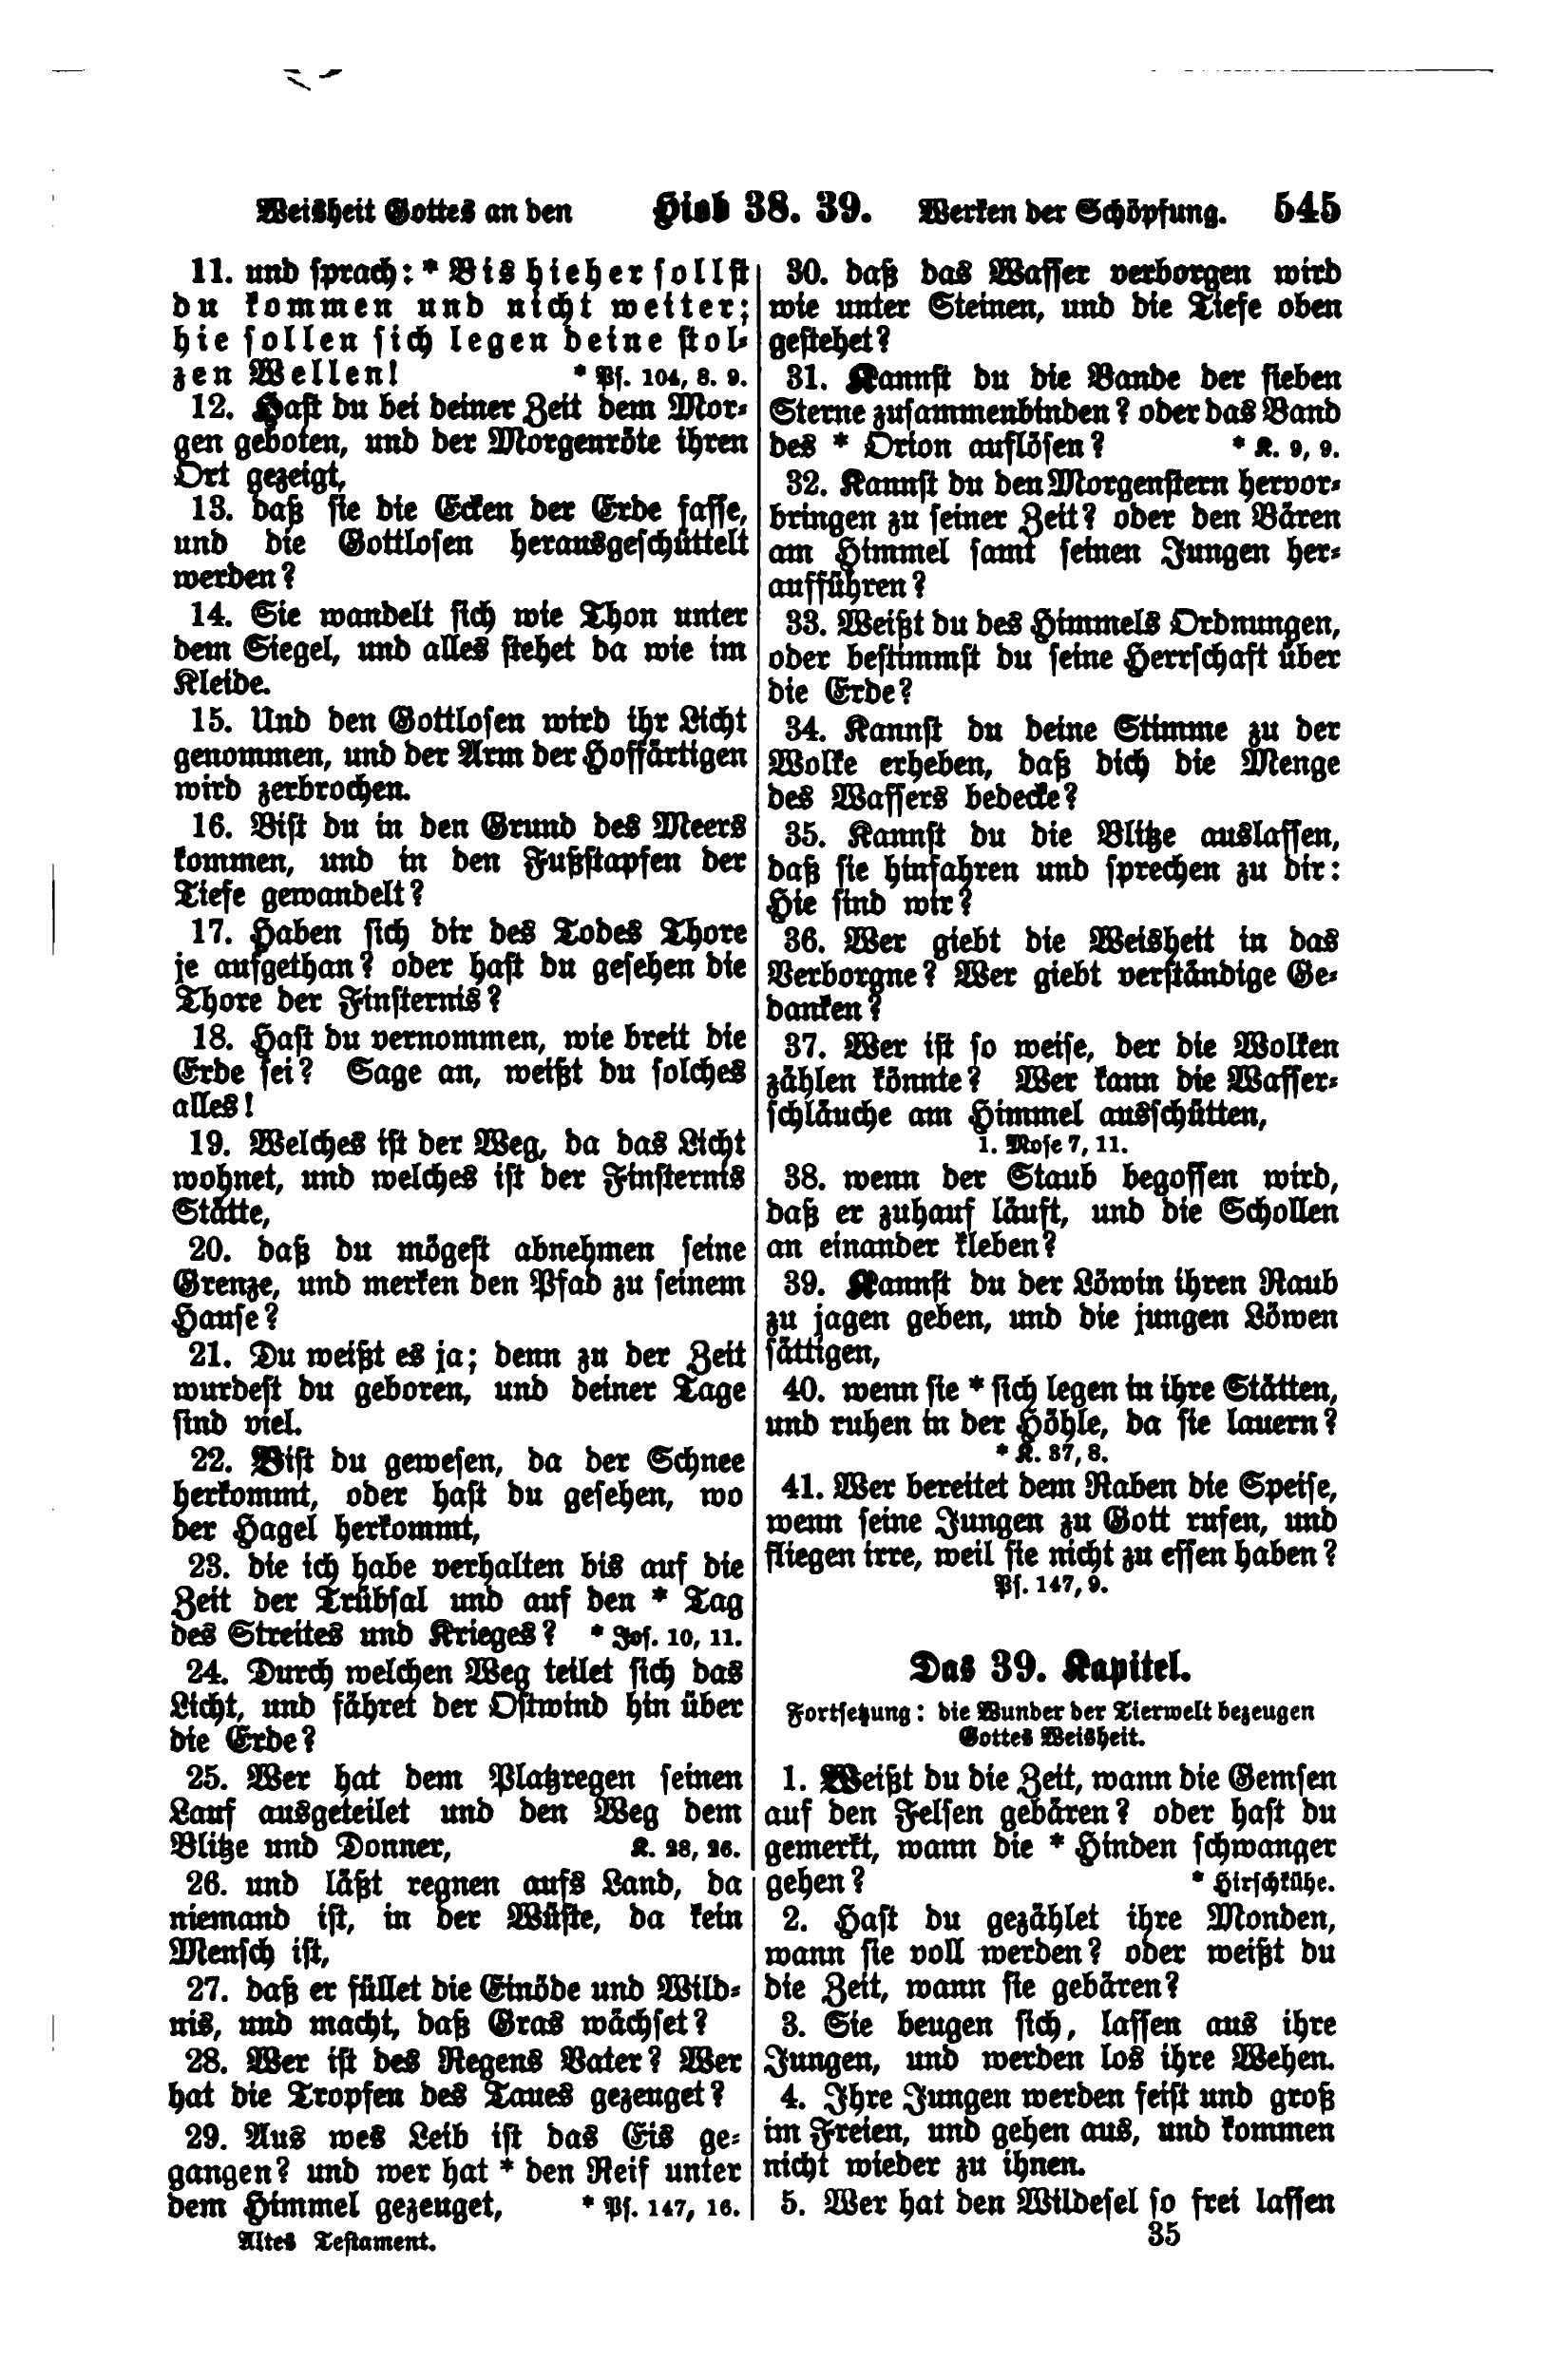 Weisheit Gottes an den Hiob 38. 39. Werken der Schöpfung. 545
11. und sprach: * Bis hieher sollst
du kommen und nicht weiter;
hie sollen sich legen deine stol-
zen Wellen! * Ps. 104, 8. 9.
12. Hast du bei deiner Zeit dem Mor-
gen geboten, und der Morgenröte ihren
Ort gezeigt,
13. daß sie die Ecken der Erde fasse,
und die Gottlosen herausgeschüttelt
werden?
14. Sie wandelt sich wie Thon unter
dem Siegel, und alles stehet da wie im
Kleide.
15. Und den Gottlosen wird ihr Licht
genommen, und der Arm der Hoffärtigen
wird zerbrochen.
16. Bist du in den Grund des Meers
kommen, und in den Fußstapfen der
Tiefe gewandelt?
17. Haben sich dir des Todes Thore
je aufgethan? oder hast du gesehen die
Thore der Finsternis?
18. Hast du vernommen, wie breit die
Erde sei? Sage an, weißt du solches
alles!
19. Welches ist der Weg, da das Licht
wohnet, und welches ist der Finsternis
Stätte,
20. daß du mögest abnehmen seine
Grenze, und merken den Pfad zu seinem
Hause?
21. Du weißt es ja; denn zu der Zeit
wurdest du geboren, und deiner Tage
sind viel.
22. Bist du gewesen, da der Schnee
herkommt, oder hast du gesehen, wo
der Hagel herkommt,
23. die ich habe verhalten bis auf die
Zeit der Trübsal und auf den * Tag
des Streites und Krieges? * Jos. 10, 11.
24. Durch welchen Weg teilet sich das
Licht, und fähret der Ostwind hin über
die Erde?
25. Wer hat dem Platzregen seinen
Lauf ausgeteilet und den Weg dem
Blitze und Donner, K. 28, 26.
26. und läßt regnen aufs Land, da
niemand ist, in der Wüste, da kein
Mensch ist,
27. daß er füllet die Einöde und Wild-
nis, und macht, daß Gras wächset?
28. Wer ist des Regens Vater? Wer
hat die Tropfen des Taues gezeuget?
29. Aus wes Leib ist das Eis ge-
gangen? und wer hat * den Reif unter
dem Himmel gezeuget, * Ps. 147, 16.
Altes Testament.
30. daß das Wasser verborgen wird
wie unter Steinen, und die Tiefe oben
gestehet?
31. Kannst du die Bande der sieben
Sterne zusammenbinden? oder das Band
des * Orion auflösen? * K. 9, 9.
32. Kannst du den Morgenstern hervor-
bringen zu seiner Zeit? oder den Bären
am Himmel samt seinen Jungen her-
aufführen?
33. Weißt du des Himmels Ordnungen,
oder bestimmst du seine Herrschaft über
die Erde?
34. Kannst du deine Stimme zu der
Wolke erheben, daß dich die Menge
des Wassers bedecke?
35. Kannst du die Blitze auslassen,
daß sie hinfahren und sprechen zu dir:
Hie sind wir?
36. Wer giebt die Weisheit in das
Verborgne? Wer giebt verständige Ge-
danken?
37. Wer ist so weise, der die Wolken
zählen könnte? Wer kann die Wasser-
schläuche am Himmel ausschütten,
1. Mose 7, 11.
38. wenn der Staub begossen wird,
daß er zuhauf läuft, und die Schollen
an einander kleben?
39. Kannst du der Löwin ihren Raub
zu jagen geben, und die jungen Löwen
sättigen,
40. wenn sie * sich legen in ihre Stätten,
und ruhen in der Höhle, da sie lauern?
* K. 37, 8.
41. Wer bereitet dem Raben die Speise,
wenn seine Jungen zu Gott rufen, und
fliegen irre, weil sie nicht zu essen haben?
Ps. 147, 9.
Das 39. Kapitel.
Fortsetzung: die Wunder der Tierwelt bezeugen
Gottes Weisheit.
1. Weißt du die Zeit, wann die Gemsen
auf den Felsen gebären? oder hast du
gemerkt, wann die * Hinden schwanger
gehen? * Hirschkühe.
2. Hast du gezählet ihre Monden,
wann sie voll werden? oder weißt du
die Zeit, wann sie gebären?
3. Sie beugen sich, lassen aus ihre
Jungen, und werden los ihre Wehen.
4. Ihre Jungen werden feist und groß
im Freien, und gehen aus, und kommen
nicht wieder zu ihnen.
5. Wer hat den Wildesel so frei lassen
35